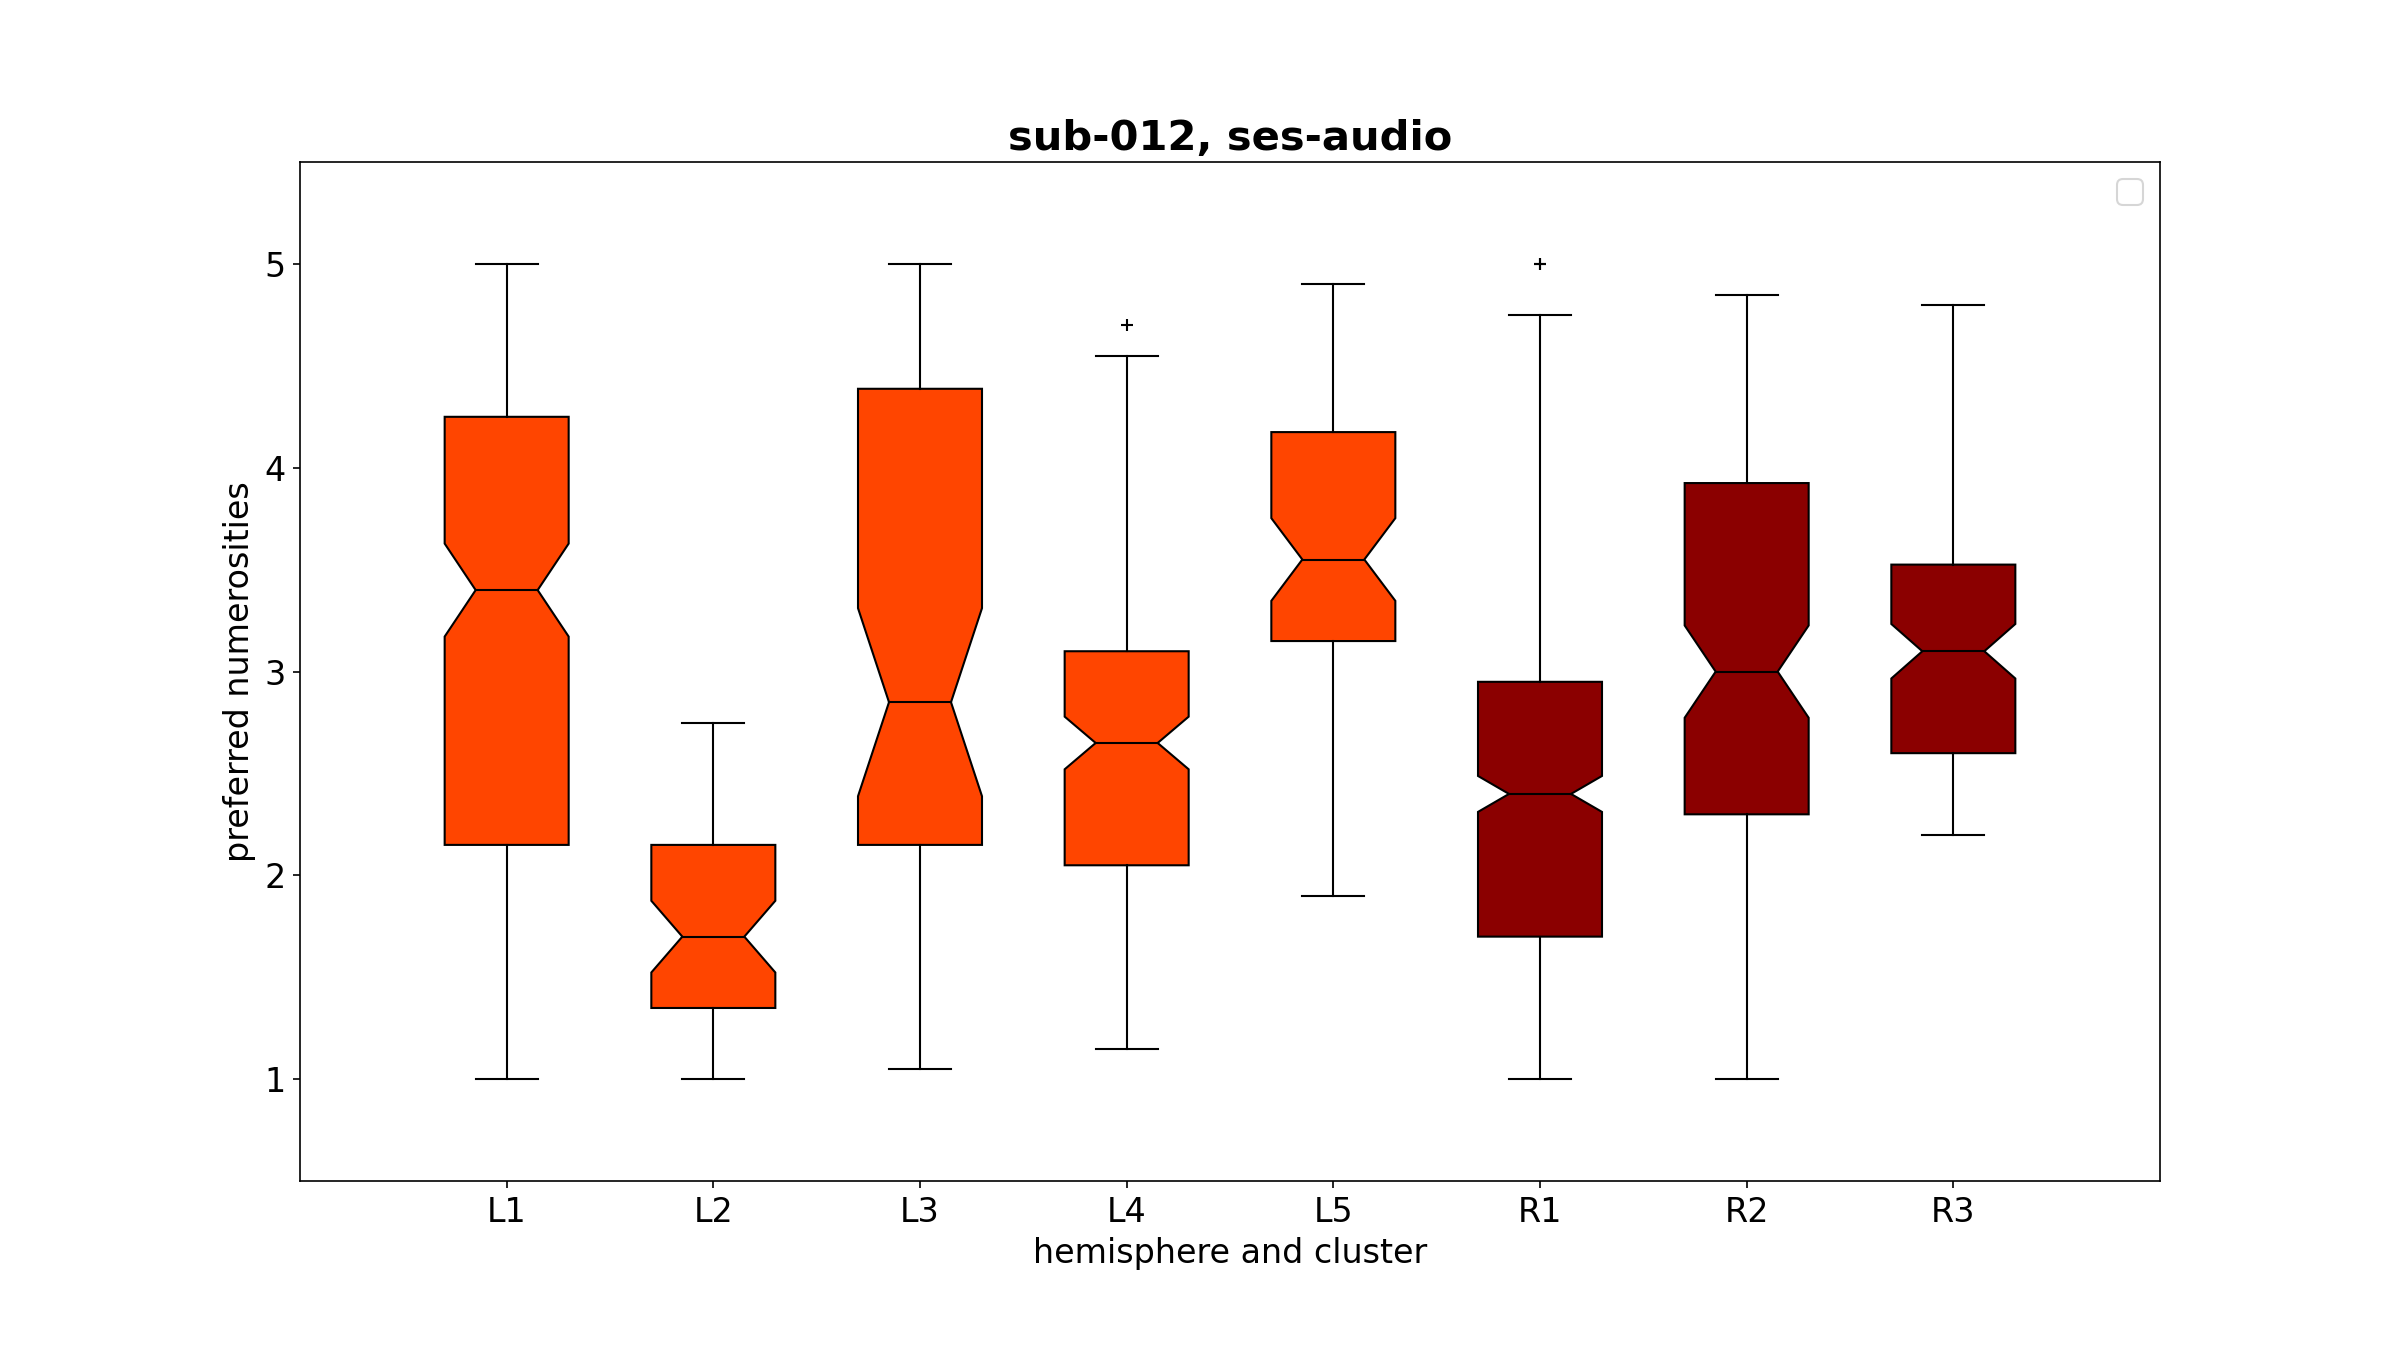 sub-012, ses-audio
5
4
3
2
1
preferred numerosities
L1 L2 L3 L4 L5 R1 R2 R3
hemisphere and cluster